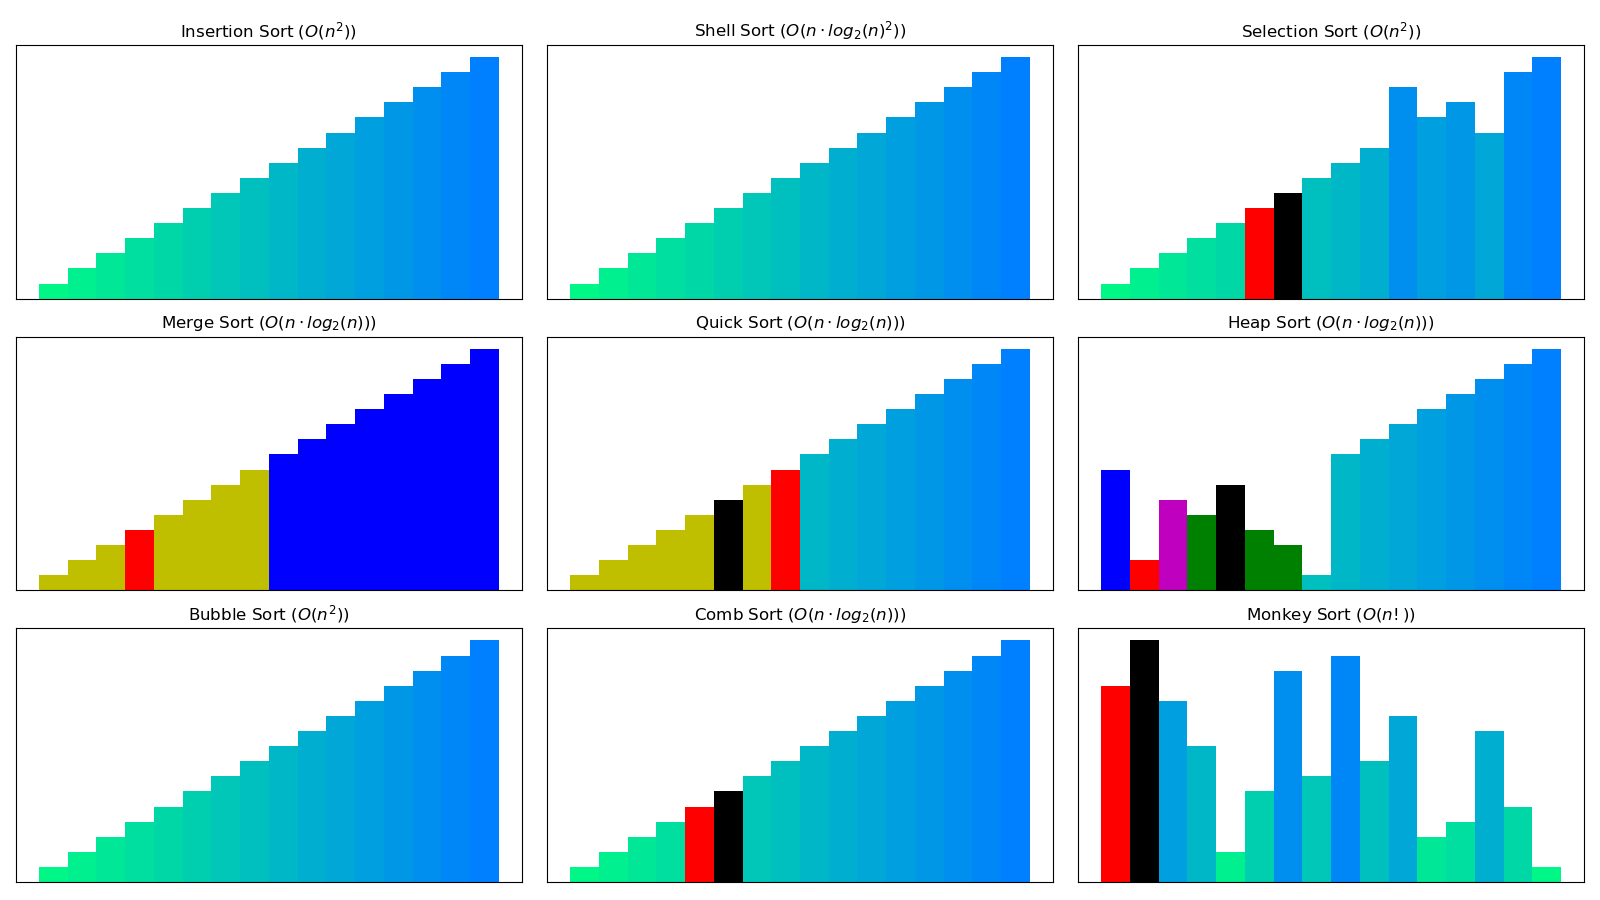 Insertion Sort (O(n²))
Shell Sort (O(n · log₂(n)²))
Selection Sort (O(n²))
Merge Sort (O(n · log₂(n)))
Quick Sort (O(n · log₂(n)))
Heap Sort (O(n · log₂(n)))
Bubble Sort (O(n²))
Comb Sort (O(n · log₂(n)))
Monkey Sort (O(n! ))